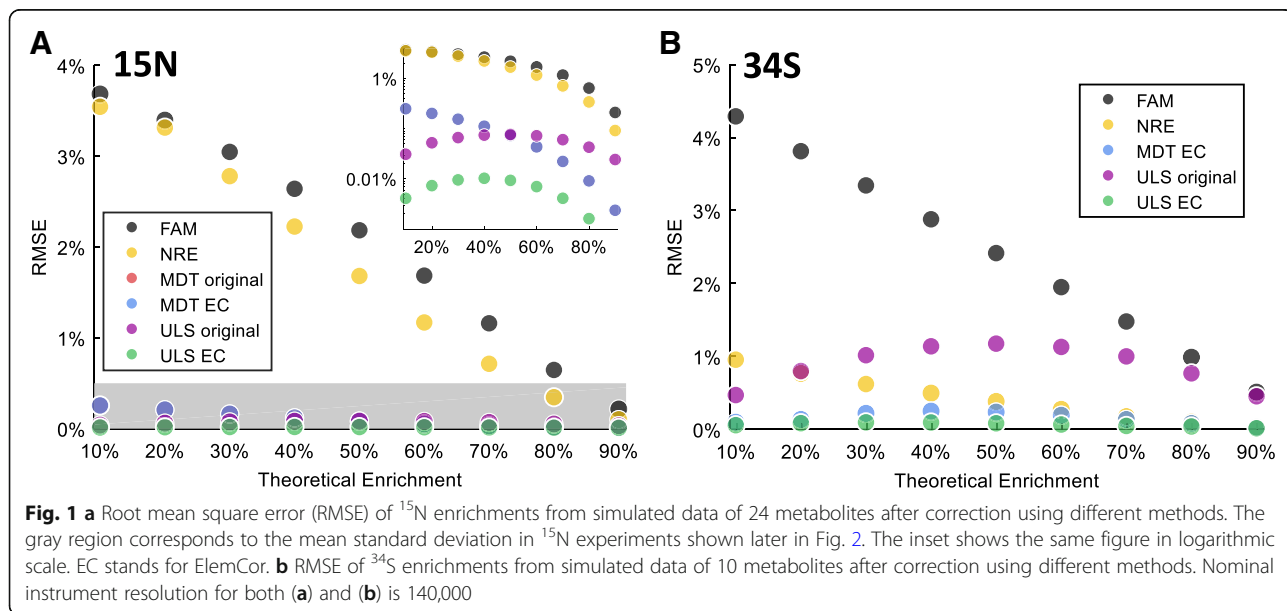 A
15N
4%
3%
2%
1%
0%
RMSE
10% 20% 30% 40% 50% 60% 70% 80% 90%
Theoretical Enrichment
FAM
NRE
MDT original
MDT EC
ULS original
ULS EC
1%
0.01%
20% 40% 60% 80%
B
34S
5%
4%
3%
2%
1%
0%
RMSE
10% 20% 30% 40% 50% 60% 70% 80% 90%
Theoretical Enrichment
FAM
NRE
MDT EC
ULS original
ULS EC
Fig. 1 a Root mean square error (RMSE) of ¹⁵N enrichments from simulated data of 24 metabolites after correction using different methods. The
gray region corresponds to the mean standard deviation in ¹⁵N experiments shown later in Fig. 2. The inset shows the same figure in logarithmic
scale. EC stands for ElemCor. b RMSE of ³⁴S enrichments from simulated data of 10 metabolites after correction using different methods. Nominal
instrument resolution for both (a) and (b) is 140,000